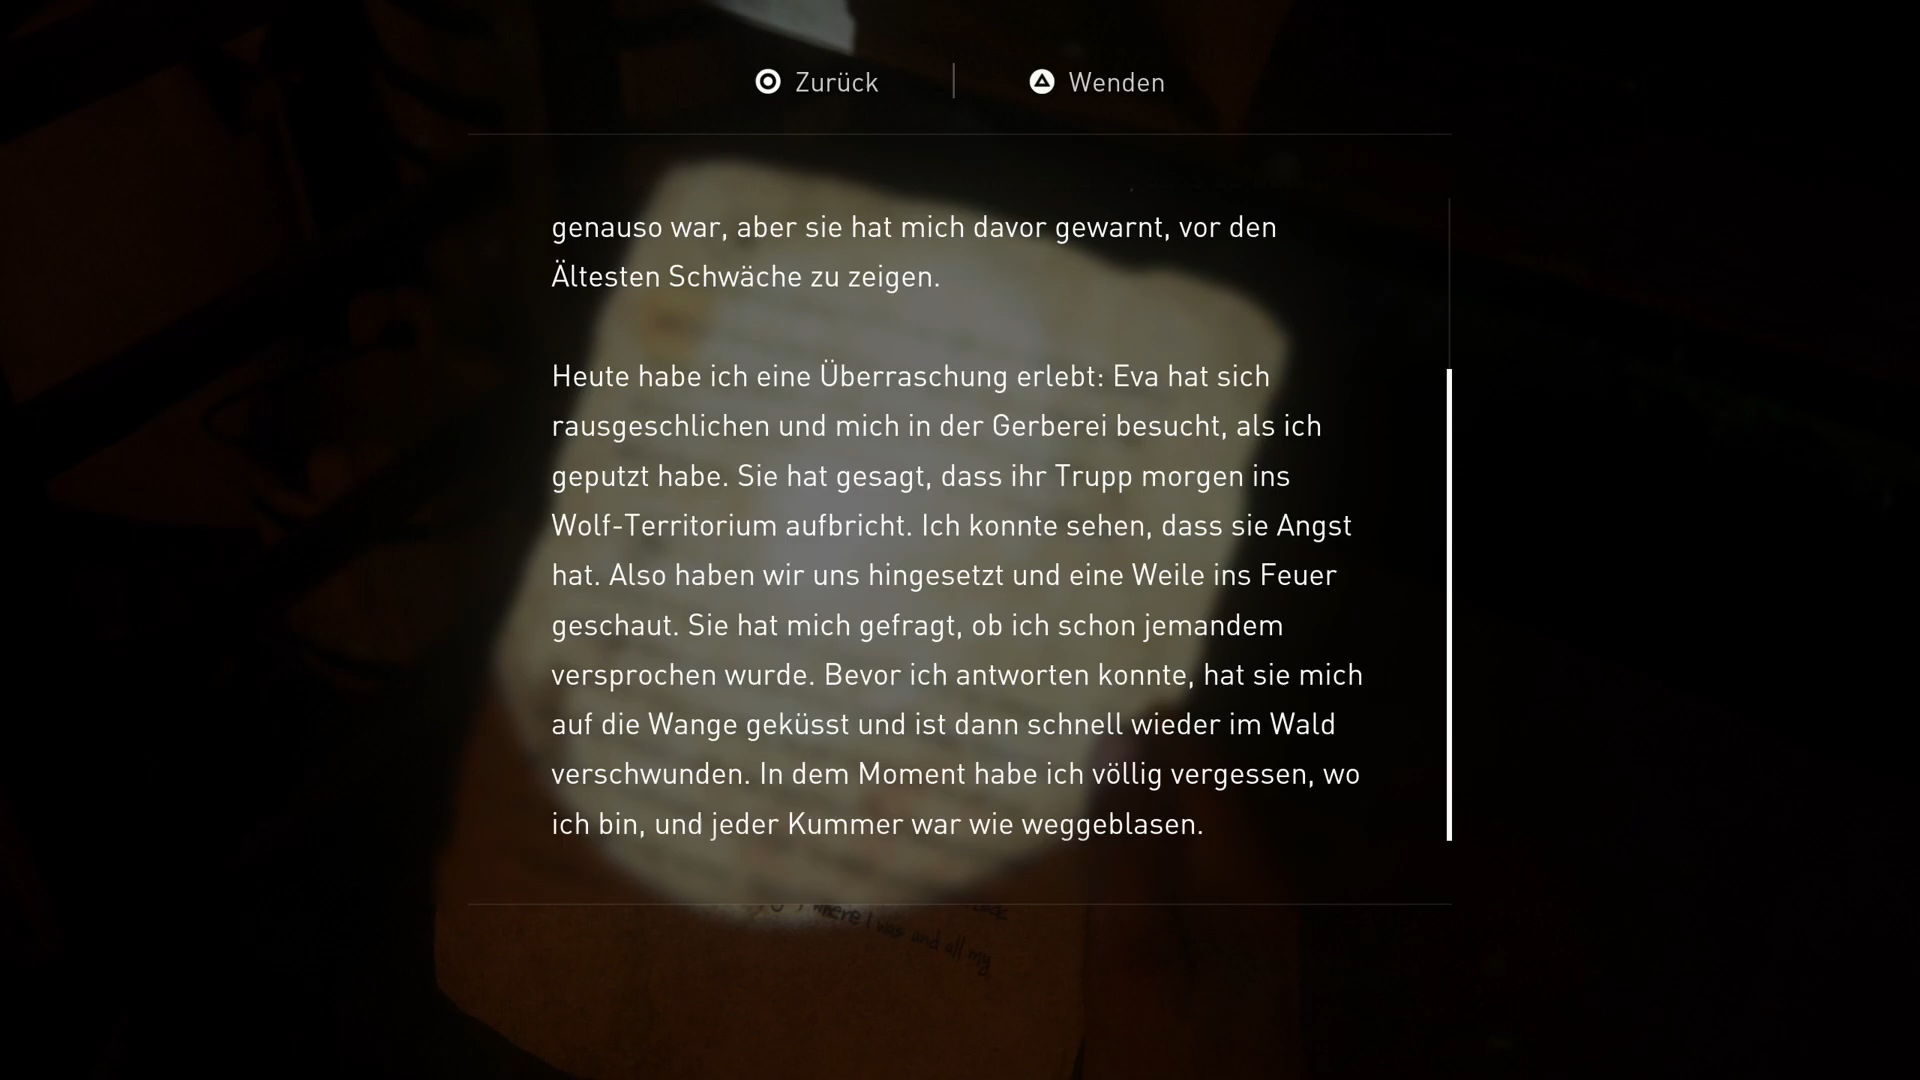 Zurück
Wenden
genauso war, aber sie hat mich davor gewarnt, vor den
Ältesten Schwäche zu zeigen.
Heute habe ich eine Überraschung erlebt: Eva hat sich
rausgeschlichen und mich in der Gerberei besucht, als ich
geputzt habe. Sie hat gesagt, dass ihr Trupp morgen ins
Wolf-Territorium aufbricht. Ich konnte sehen, dass sie Angst
hat. Also haben wir uns hingesetzt und eine Weile ins Feuer
geschaut. Sie hat mich gefragt, ob ich schon jemandem
versprochen wurde. Bevor ich antworten konnte, hat sie mich
auf die Wange geküsst und ist dann schnell wieder im Wald
verschwunden. In dem Moment habe ich völlig vergessen, wo
ich bin, und jeder Kummer war wie weggeblasen.
where I was and all my